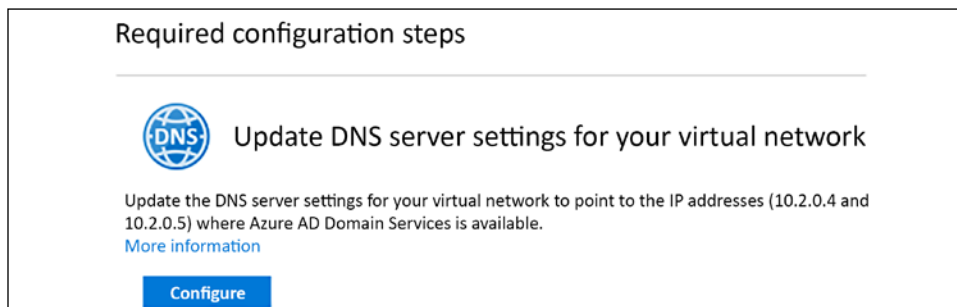 Required configuration steps
DNS
Update DNS server settings for your virtual network
Update the DNS server settings for your virtual network to point to the IP addresses (10.2.0.4 and
10.2.0.5) where Azure AD Domain Services is available.
More information
Configure